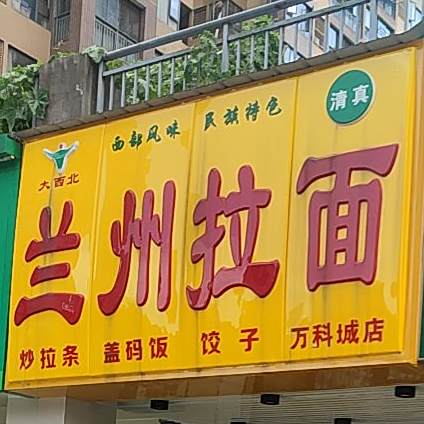 西部风味 民族特色
清真
大西北
兰州拉面
炒拉条 盖码饭 饺子 万科城店